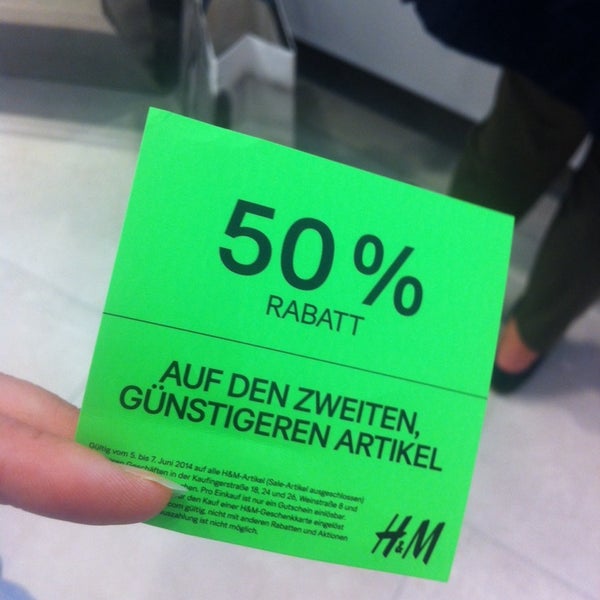 50 %
RABATT
AUF DEN ZWEITEN,
GÜNSTIGEREN ARTIKEL
Gültig vom 5. bis 7. Juni 2014 auf alle H&M-Artikel (Sale-Artikel ausgeschlossen)
Geschäften in der Kaufingerstraße 18, 24 und 26, Weinstraße 8 und
Pro Einkauf ist nur ein Gutschein einlösbar.
für den Kauf einer H&M-Geschenkkarte eingelöst
gültig, nicht mit anderen Rabatten und Aktionen
ist nicht möglich.
H&M